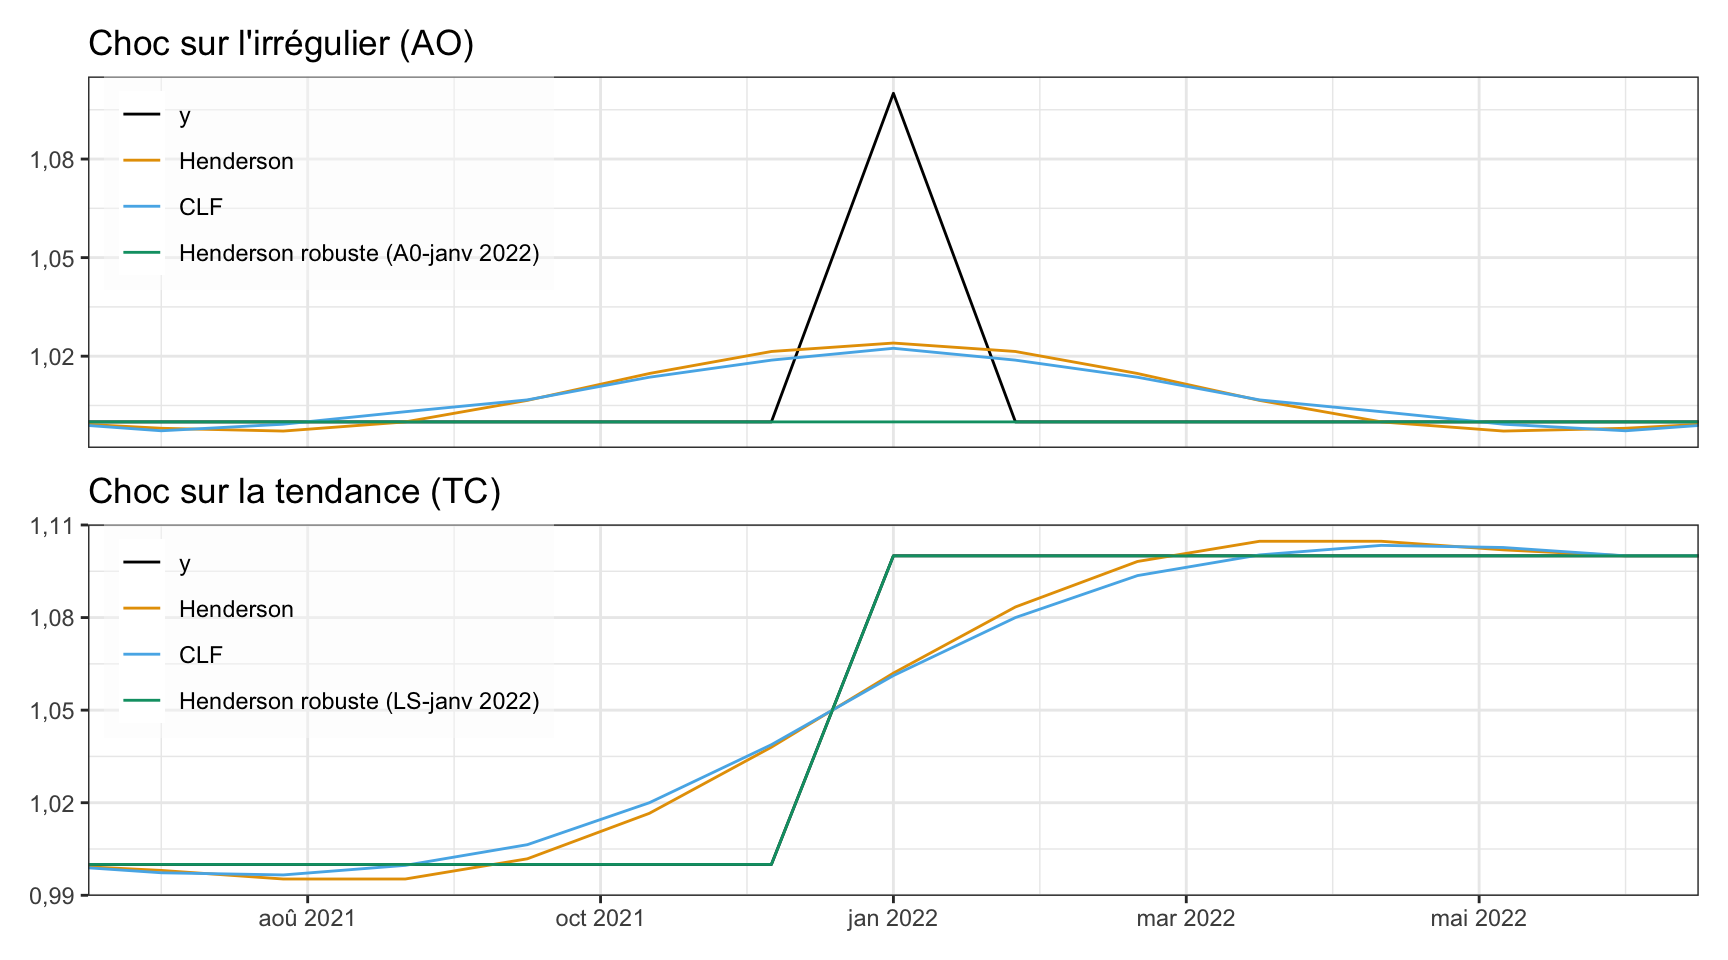 Choc sur l'irrégulier (AO)
y
Henderson
CLF
Henderson robuste (A0-janv 2022)
1,08
1,05
1,02
Choc sur la tendance (TC)
y
Henderson
CLF
Henderson robuste (LS-janv 2022)
1,11
1,08
1,05
1,02
0,99
aoû 2021
oct 2021
jan 2022
mar 2022
mai 2022